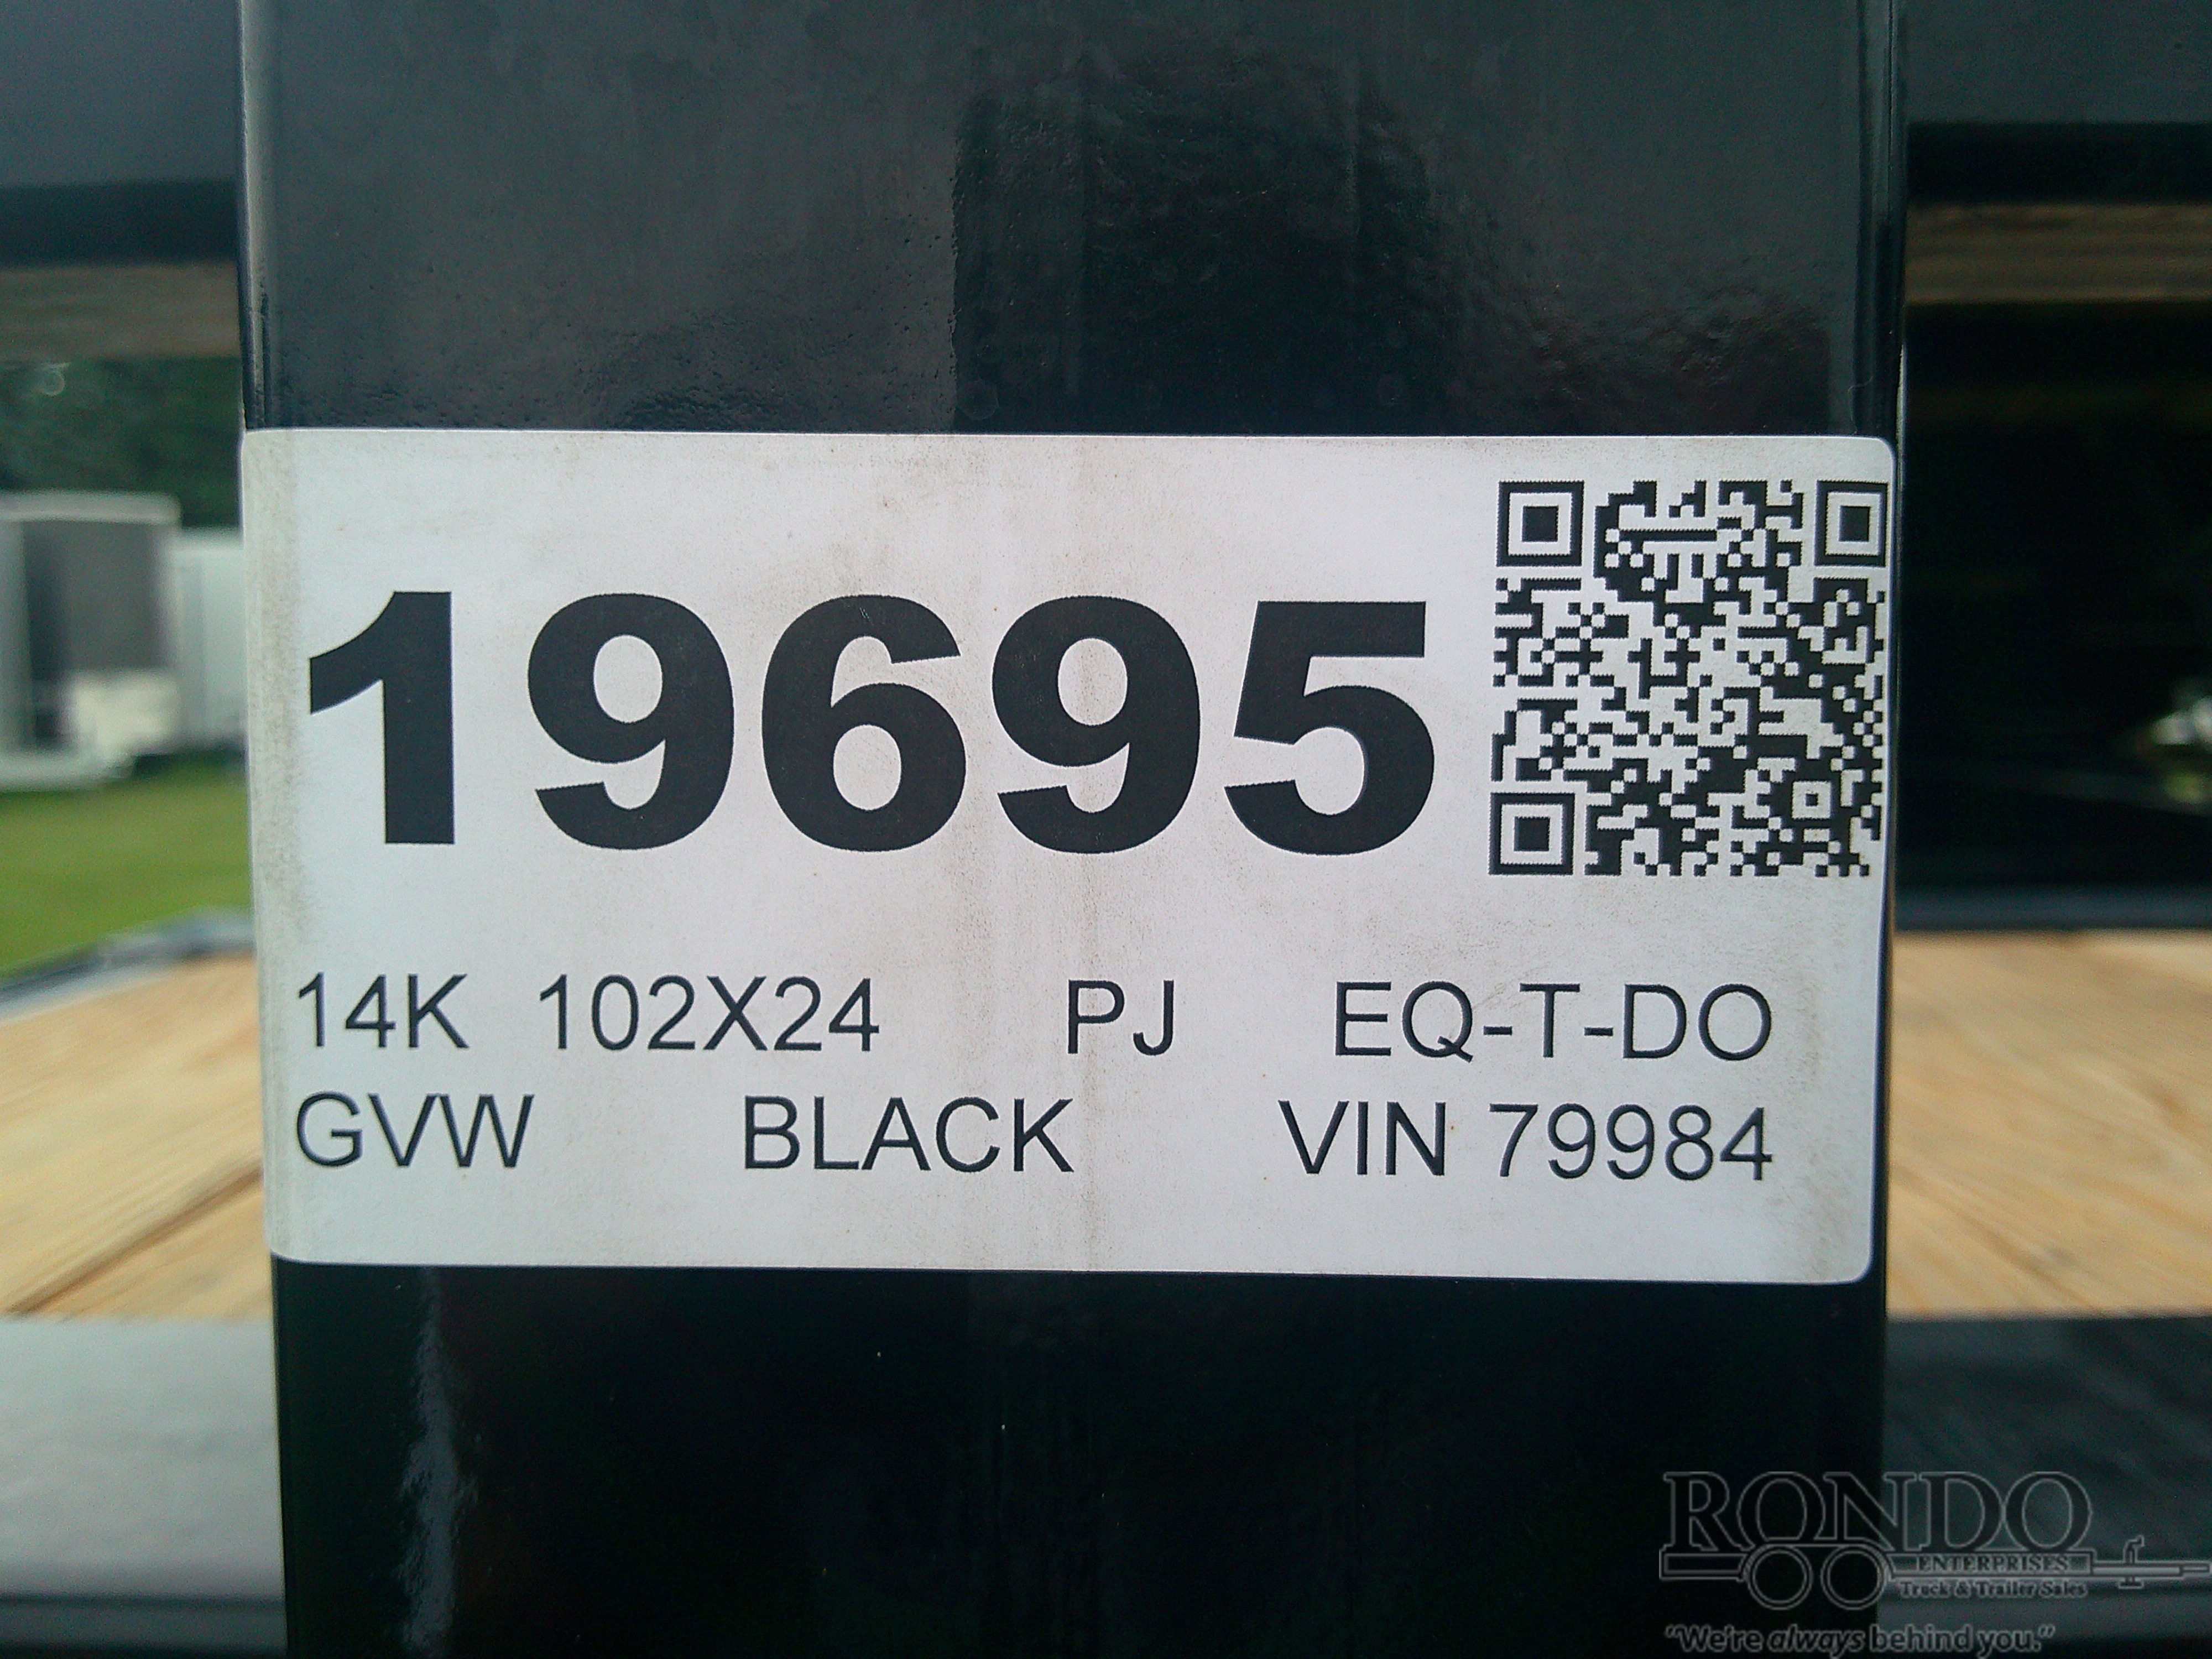 19695
14K 102X24 PJ EQ-T-DO
GVW BLACK VIN 79984
RONDO
ENTERPRISES
Truck & Trailer Sales
"We're always behind you."